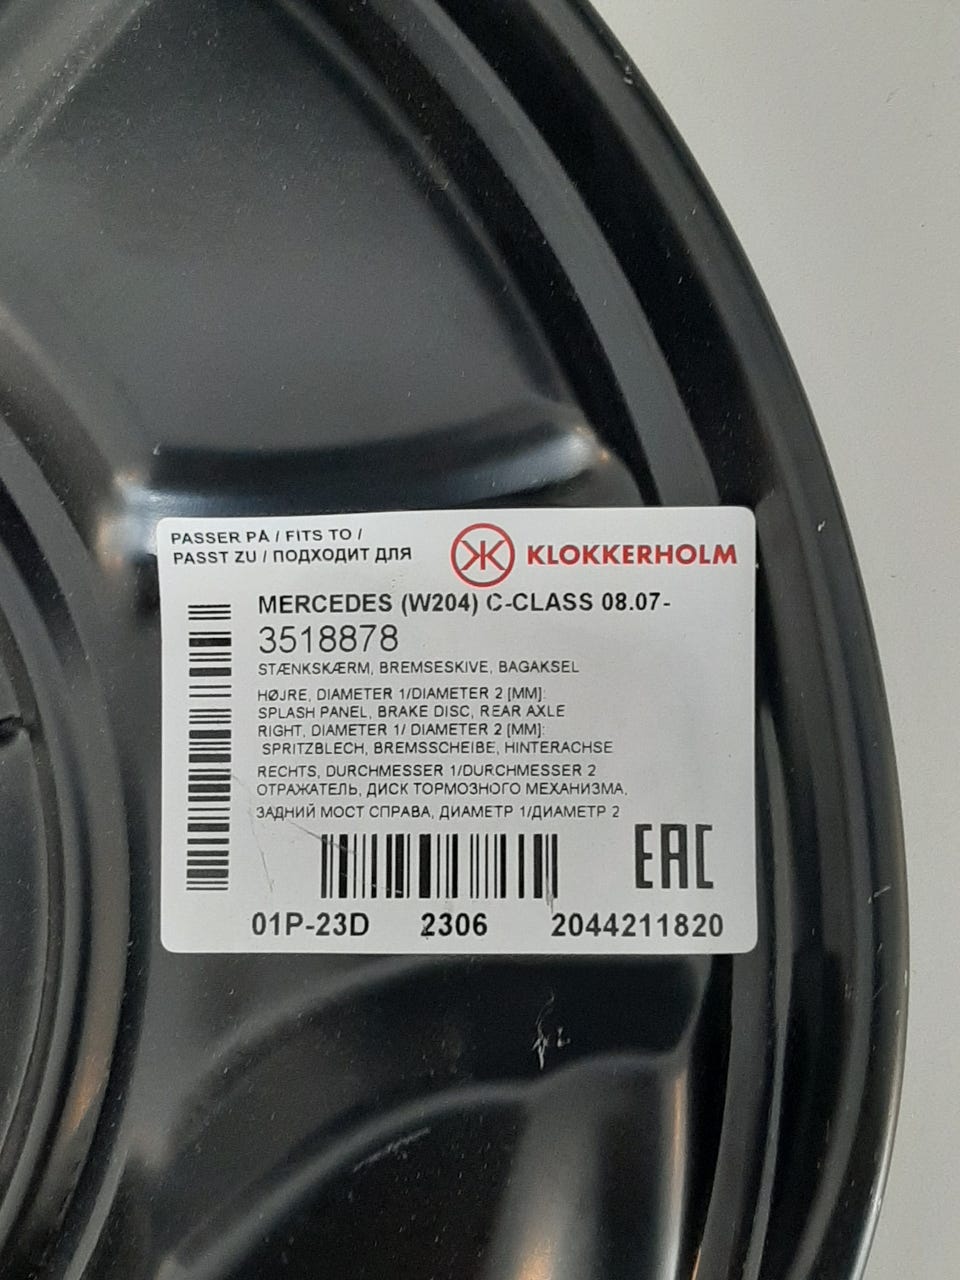 PASSER PÅ / FITS TO /
PASST ZU / ПОДХОДИТ ДЛЯ
KLOKKERHOLM
MERCEDES (W204) C-CLASS 08.07-
3518878
STÆNKSKÆRM, BREMSESKIVE, BAGAKSEL
HØJRE, DIAMETER 1/DIAMETER 2 [MM]:
SPLASH PANEL, BRAKE DISC, REAR AXLE
RIGHT, DIAMETER 1/ DIAMETER 2 [MM]:
SPRITZBLECH, BREMSSCHEIBE, HINTERACHSE
RECHTS, DURCHMESSER 1/DURCHMESSER 2
ОТРАЖАТЕЛЬ, ДИСК ТОРМОЗНОГО МЕХАНИЗМА,
ЗАДНИЙ МОСТ СПРАВА, ДИАМЕТР 1/ДИАМЕТР 2
EAC
01P-23D 2306 2044211820